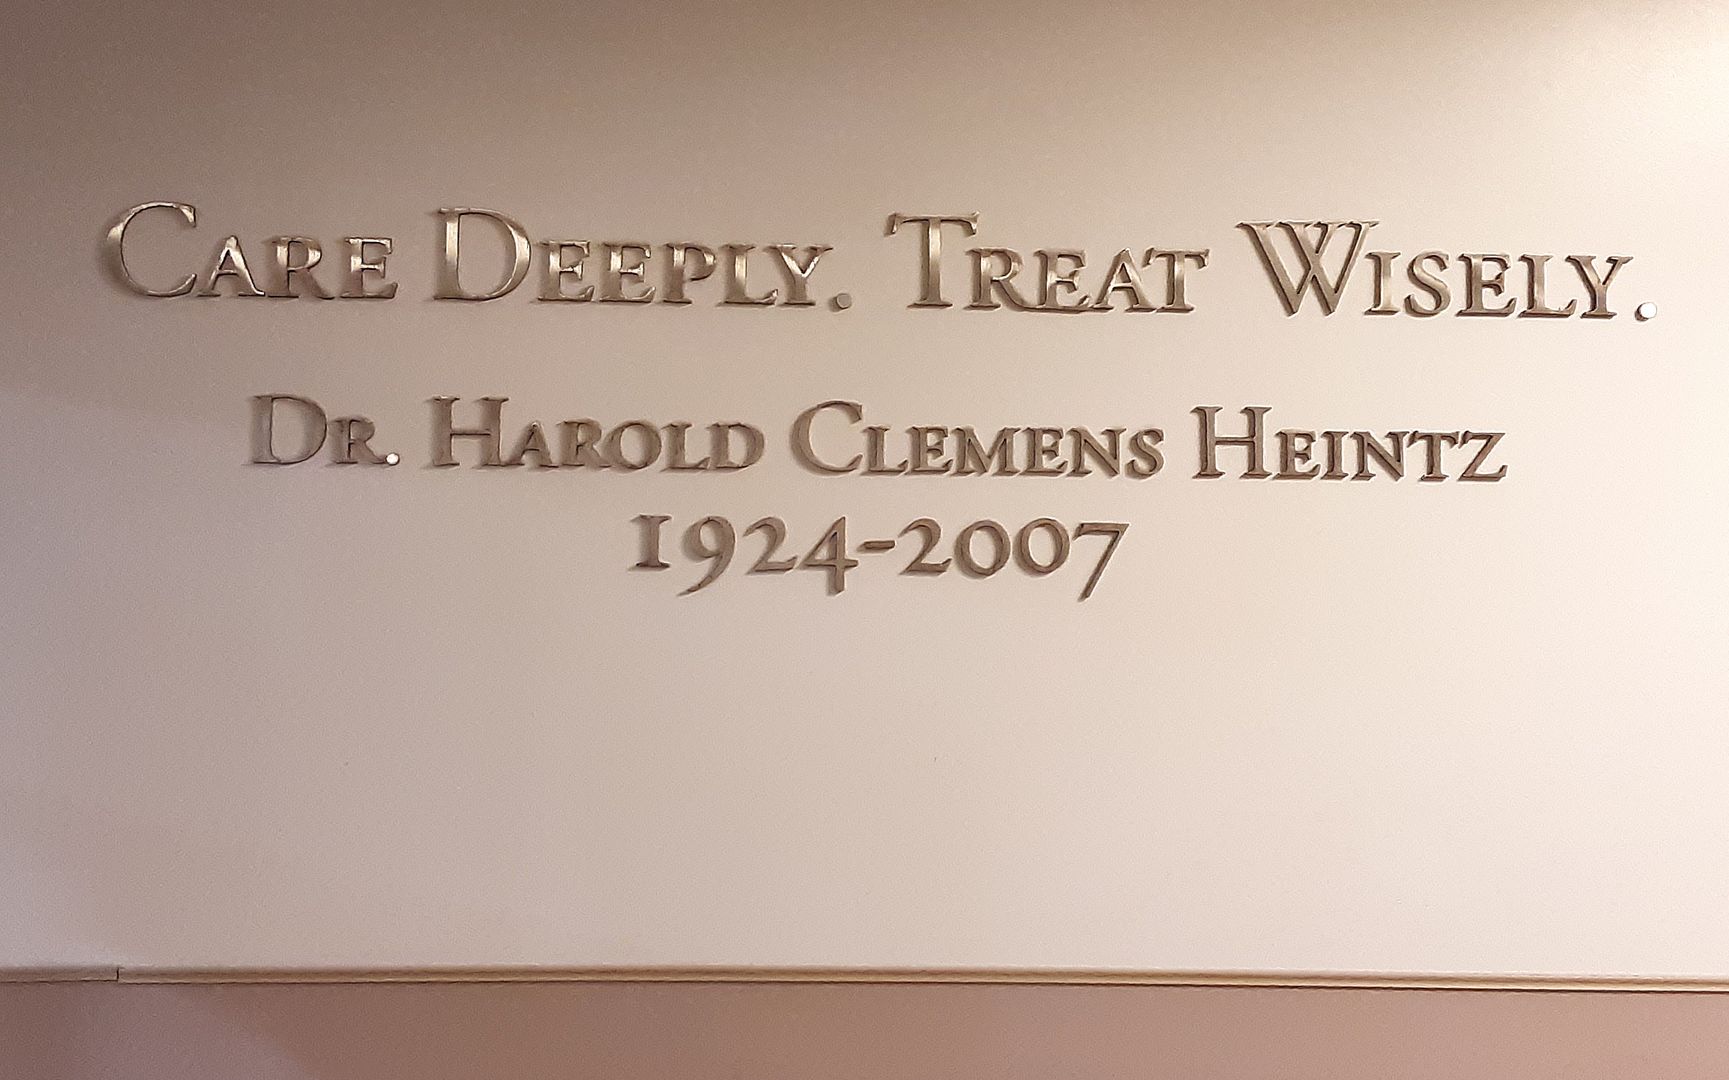 Care Deeply. Treat Wisely.
Dr. Harold Clemens Heintz
1924-2007